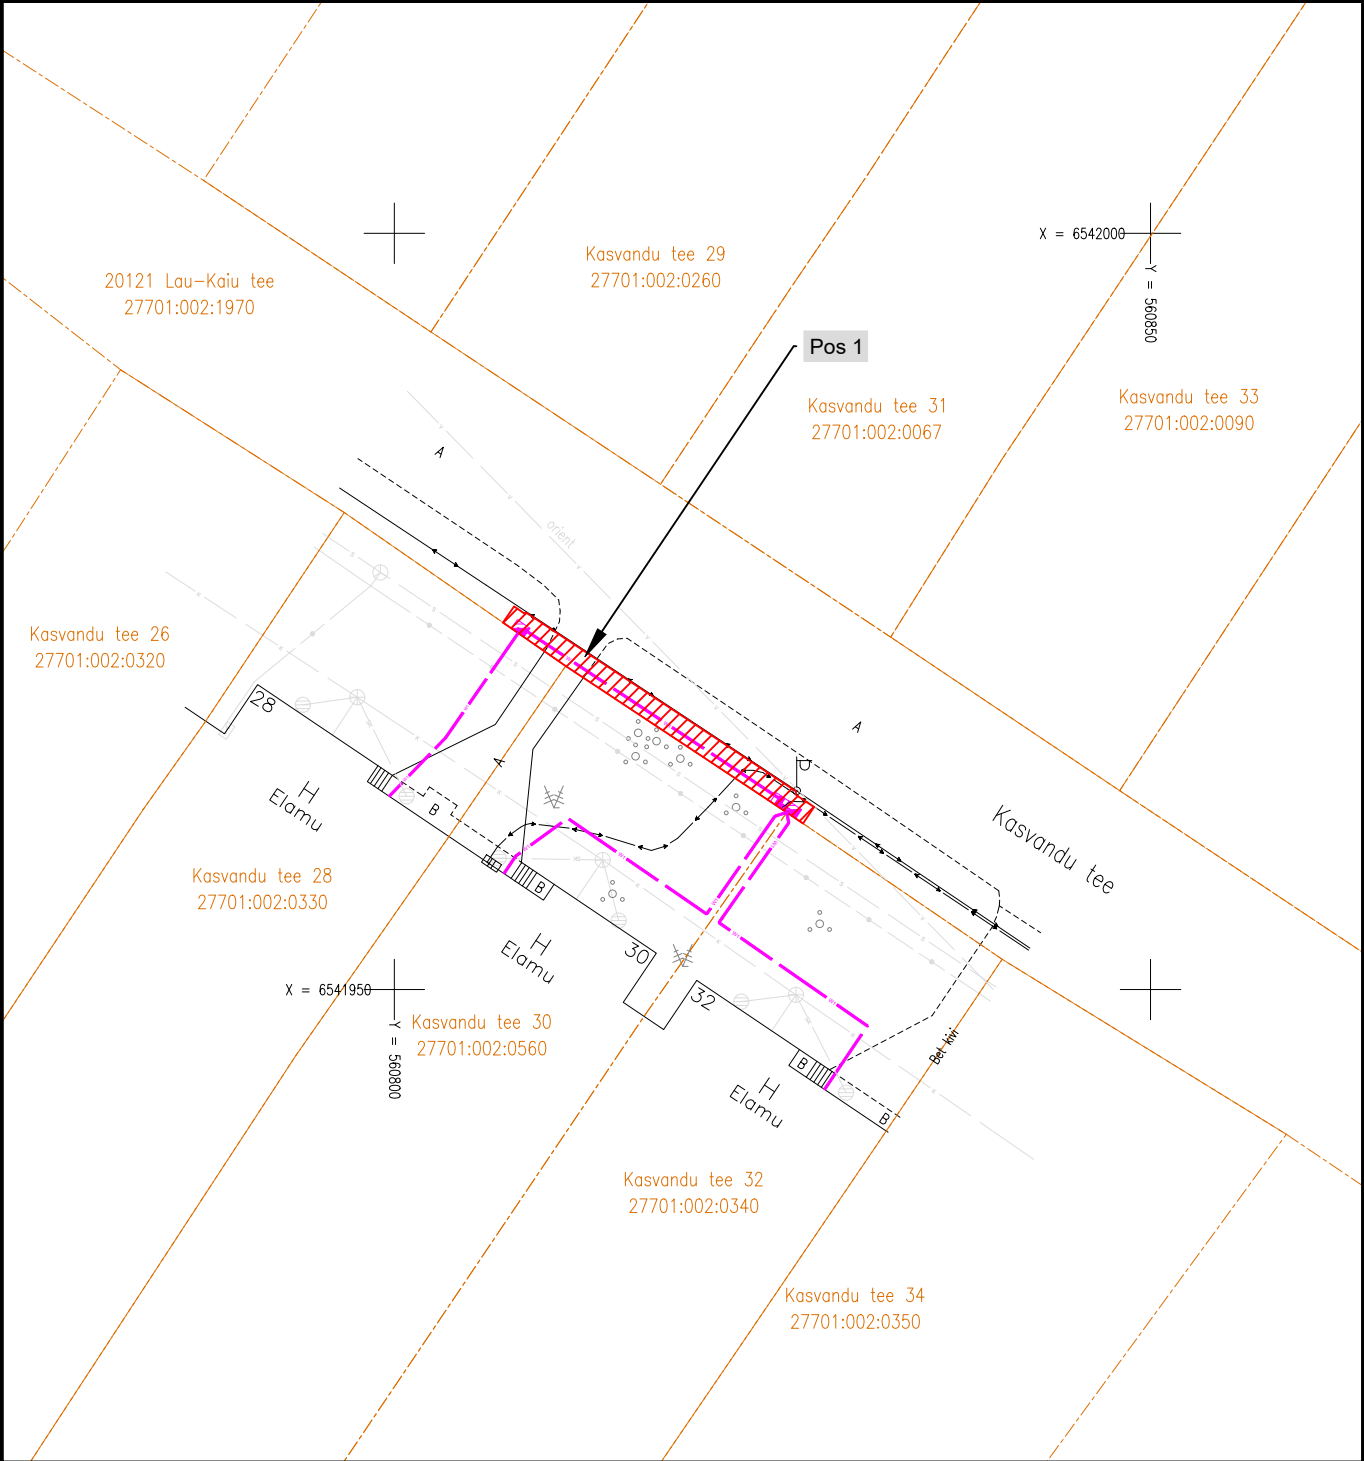 X = 6542000
Y = 560850
Kasvandu tee 29
27701:002:0260
20121 Lau-Kaiu tee
27701:002:1970
Pos 1
Kasvandu tee 31
27701:002:0067
Kasvandu tee 33
27701:002:0090
A
orient
Kasvandu tee 26
27701:002:0320
28
A
A
H
Elamu
B
Kasvandu tee
Kasvandu tee 28
27701:002:0330
B
H
Elamu
30
32
X = 6541950
Y = 560800
Kasvandu tee 30
27701:002:0560
Bet kivi
B
H
Elamu
B
Kasvandu tee 32
27701:002:0340
Kasvandu tee 34
27701:002:0350